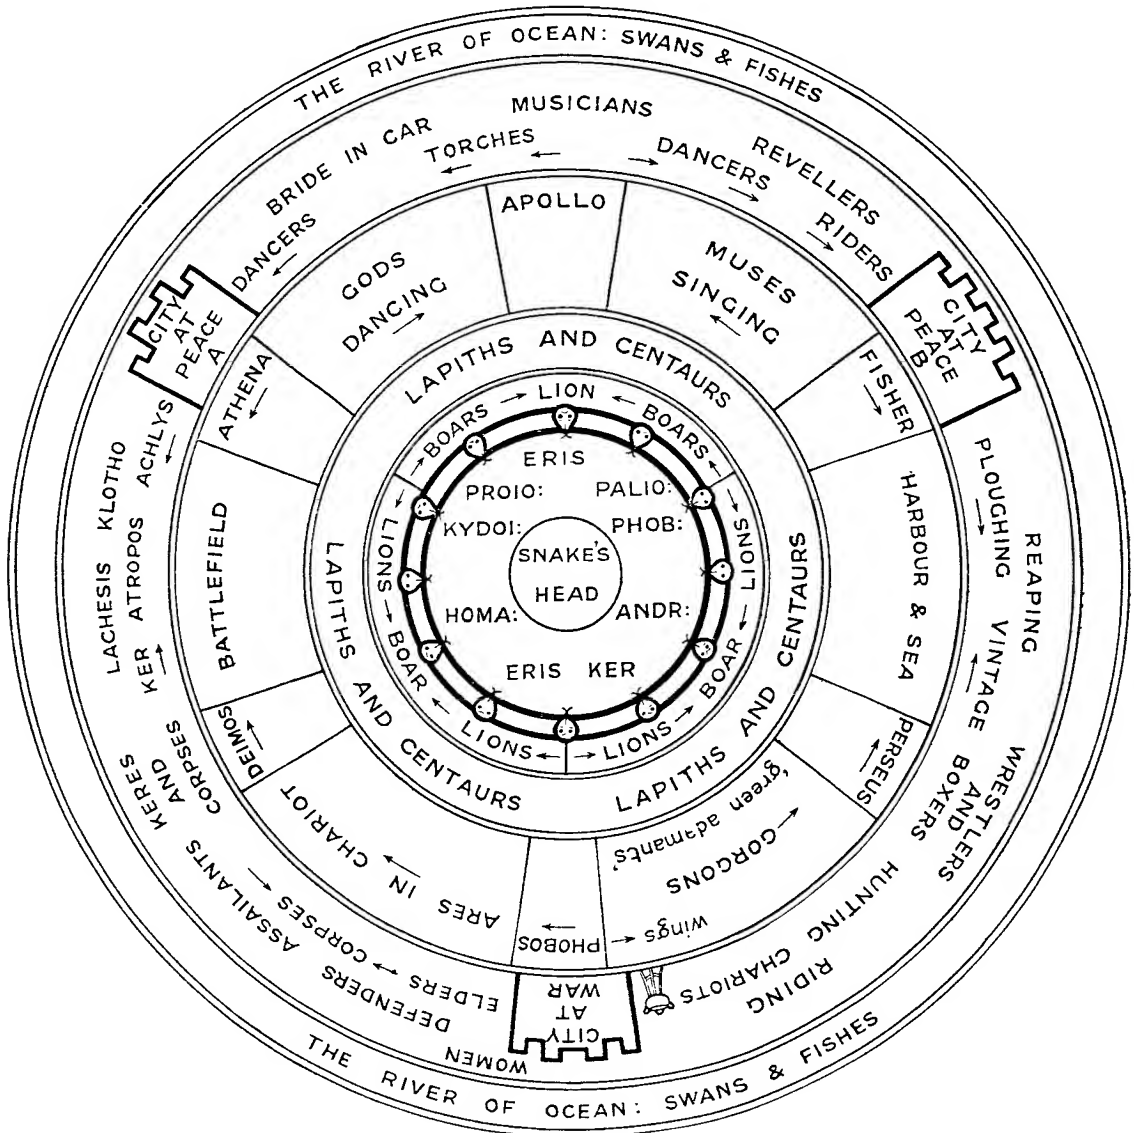 THE RIVER OF OCEAN: SWANS & FISHES
MUSICIANS
BRIDE IN CAR
TORCHES
DANCERS
REVELLERS
DANCERS
RIDERS
CITY
AT
PEACE
A
CITY
AT
PEACE
B
APOLLO
GODS
DANCING
MUSES
SINGING
ATHENA
FISHER
LAPITHS AND CENTAURS
BOARS
LION
BOARS
ERIS
PROIO:
PALIO:
KYDOI:
PHOB:
SNAKE'S
HEAD
HOMA:
ANDR:
ERIS KER
LIONS
LIONS
BOAR
BOAR
LIONS
LIONS
LAPITHS AND CENTAURS
LAPITHS AND CENTAURS
BATTLEFIELD
HARBOUR & SEA
ACHLYS
LACHESIS KLOTHO
KER ATROPOS
PLOUGHING
REAPING
VINTAGE
DEIMOS
PERSEUS
KERES
AND
CORPSES
WRESTLERS
AND
BOXERS
ARES IN CHARIOT
'green adamants'
GORGONS
wings
PHOBOS
ASSAILANTS
CORPSES
DEFENDERS
ELDERS
WOMEN
HUNTING
RIDING
CHARIOTS
CITY
AT
WAR
THE RIVER OF OCEAN: SWANS & FISHES